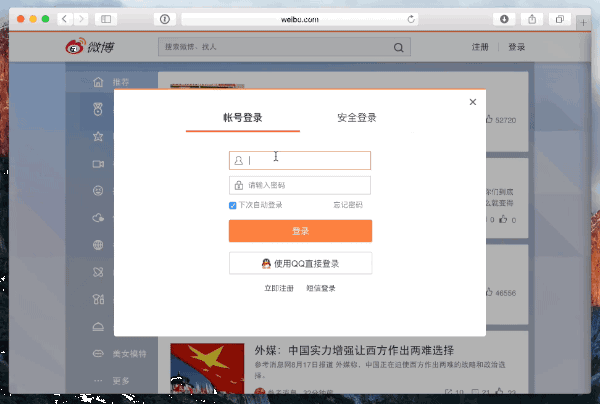 weibo.com
微博
搜索微博、找人
注册
登录
推荐
帐号登录
安全登录
52720
请输入密码
下次自动登录
忘记密码
登录
使用QQ直接登录
立即注册
短信登录
46556
外媒：中国实力增强让西方作出两难选择
参考消息网8月17日报道 外媒称，中国正在迫使西方作出两难的战略和政治选择。
美女模特
更多